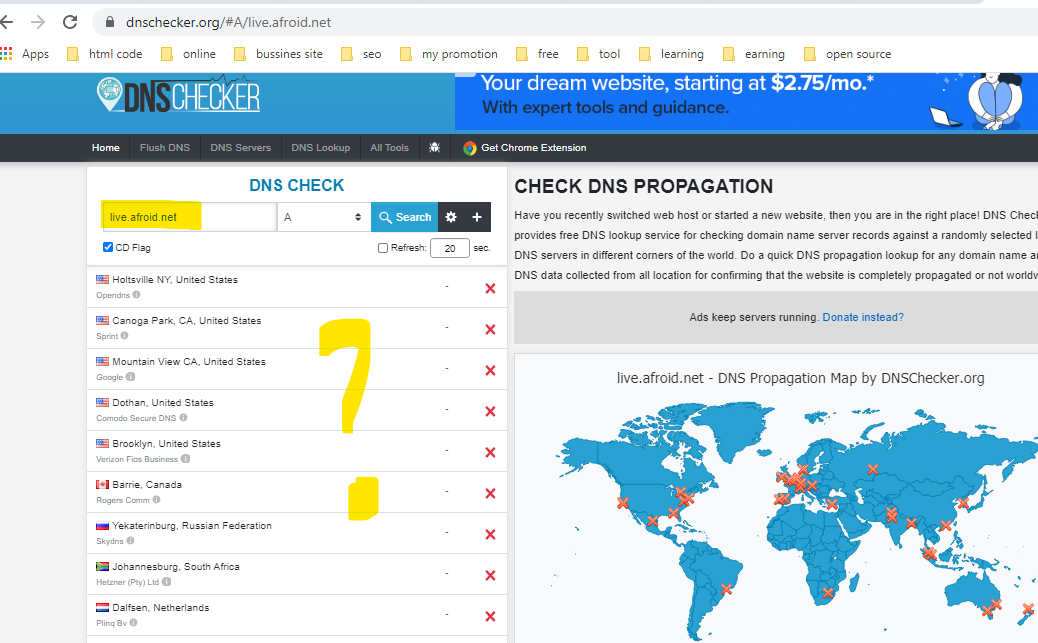 dnschecker.org/#A/live.afroid.net
Apps html code online bussines site seo my promotion free tool learning earning open source
DNSCHECKER
Your dream website, starting at $2.75/mo.*
With expert tools and guidance.
Home Flush DNS DNS Servers DNS Lookup All Tools Get Chrome Extension
DNS CHECK
live.afroid.net A Search
CD Flag Refresh: 20 sec.
Holtsville NY, United States -
Opendns
Canoga Park, CA, United States -
Sprint
Mountain View CA, United States -
Google
Dothan, United States -
Comodo Secure DNS
Brooklyn, United States -
Verizon Fios Business
Barrie, Canada -
Rogers Comm
Yekaterinburg, Russian Federation -
Skydns
Johannesburg, South Africa -
Hetzner (Pty) Ltd
Dalfsen, Netherlands -
Plinq Bv
?
CHECK DNS PROPAGATION
Have you recently switched web host or started a new website, then you are in the right place! DNS Chec
provides free DNS lookup service for checking domain name server records against a randomly selected
DNS servers in different corners of the world. Do a quick DNS propagation lookup for any domain name
DNS data collected from all location for confirming that the website is completely propagated or not
Ads keep servers running. Donate instead?
live.afroid.net - DNS Propagation Map by DNSChecker.org